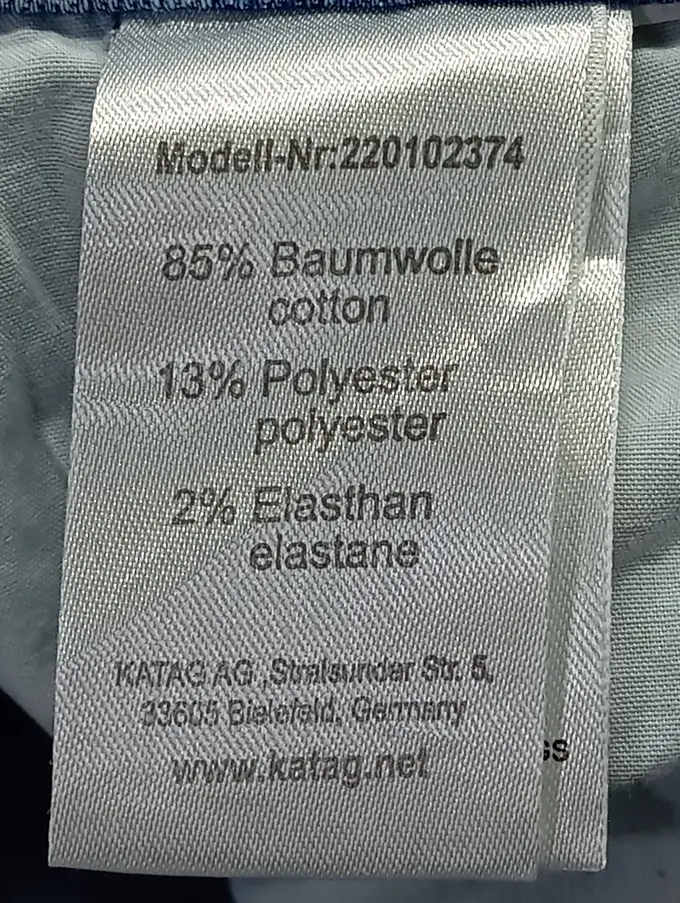 Modell-Nr:220102374
85% Baumwolle
cotton
13% Polyester
polyester
2% Elasthan
elastane
KATAG AG ,Stralsunder Str. 5,
33605 Bielefeld, Germany
www.katag.net